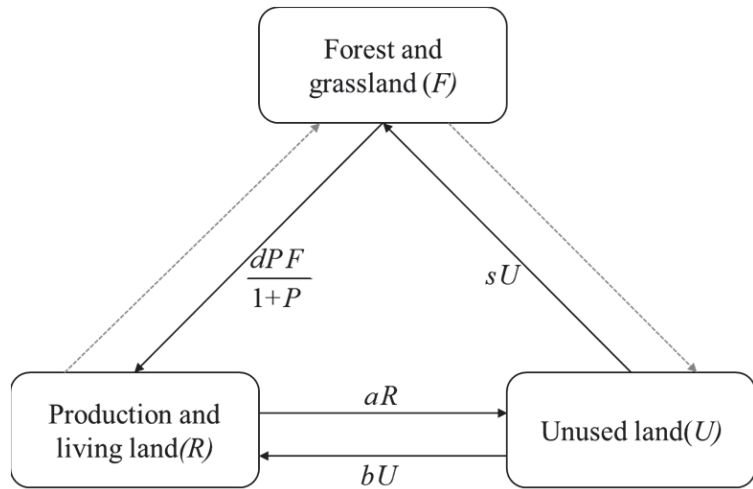 Forest and
grassland (F)
dPF
1+P
sU
Production and
living land(R)
aR
Unused land(U)
bU